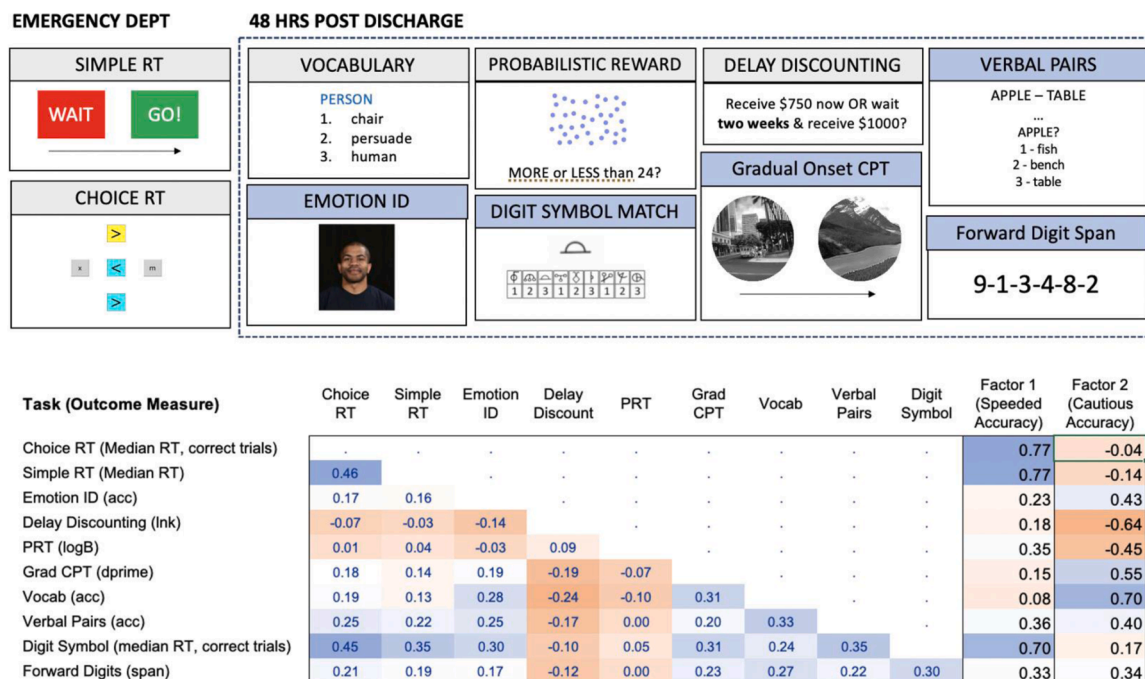 EMERGENCY DEPT
48 HRS POST DISCHARGE
SIMPLE RT
WAIT GO!
CHOICE RT
>
x < m
>
VOCABULARY
PERSON
1. chair
2. persuade
3. human
EMOTION ID
PROBABILISTIC REWARD
MORE or LESS than 24?
DIGIT SYMBOL MATCH
1 2 3 1 2 3 1 2 3
DELAY DISCOUNTING
Receive $750 now OR wait
two weeks & receive $1000?
Gradual Onset CPT
VERBAL PAIRS
APPLE – TABLE
...
APPLE?
1 - fish
2 - bench
3 - table
Forward Digit Span
9-1-3-4-8-2
Task (Outcome Measure) Choice RT Simple RT Emotion ID Delay Discount PRT Grad CPT Vocab Verbal Pairs Digit Symbol Factor 1 (Speeded Accuracy) Factor 2 (Cautious Accuracy)
Choice RT (Median RT, correct trials) . . . . . . . . . 0.77 -0.04
Simple RT (Median RT) 0.46 . . . . . . . . 0.77 -0.14
Emotion ID (acc) 0.17 0.16 . . . . . . . 0.23 0.43
Delay Discounting (lnk) -0.07 -0.03 -0.14 . . . . . . 0.18 -0.64
PRT (logB) 0.01 0.04 -0.03 0.09 . . . . . 0.35 -0.45
Grad CPT (dprime) 0.18 0.14 0.19 -0.19 -0.07 . . . . 0.15 0.55
Vocab (acc) 0.19 0.13 0.28 -0.24 -0.10 0.31 . . . 0.08 0.70
Verbal Pairs (acc) 0.25 0.22 0.25 -0.17 0.00 0.20 0.33 . . 0.36 0.40
Digit Symbol (median RT, correct trials) 0.45 0.35 0.30 -0.10 0.05 0.31 0.24 0.35 . 0.70 0.17
Forward Digits (span) 0.21 0.19 0.17 -0.12 0.00 0.23 0.27 0.22 0.30 0.33 0.34